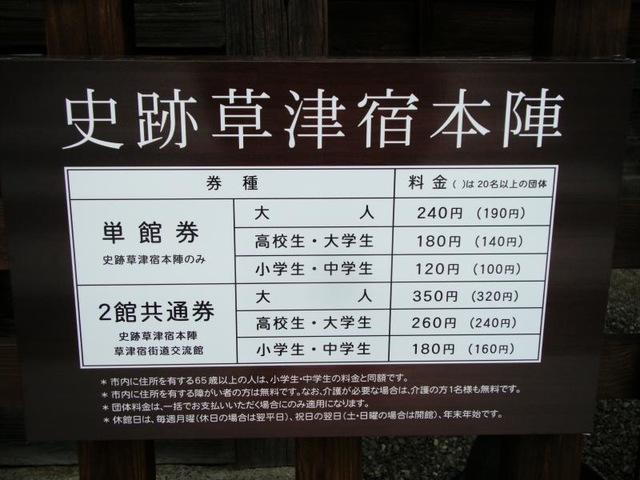 史跡草津宿本陣
券種 料金 ( )は20名以上の団体
単館券 史跡草津宿本陣のみ
大人 240円 (190円)
高校生・大学生 180円 (140円)
小学生・中学生 120円 (100円)
2館共通券 史跡草津宿本陣 草津宿街道交流館
大人 350円 (320円)
高校生・大学生 260円 (240円)
小学生・中学生 180円 (160円)
＊市内に住所を有する65歳以上の人は、小学生・中学生の料金と同額です。
＊市内に住所を有する障がい者の方は無料です。なお、介護が必要な場合は、介護の方1名様も無料です。
＊団体料金は、一括でお支払いいただく場合にのみ適用になります。
＊休館日は、毎週月曜(休日の場合は翌平日)、祝日の翌日(土・日曜の場合は開館)、年末年始です。